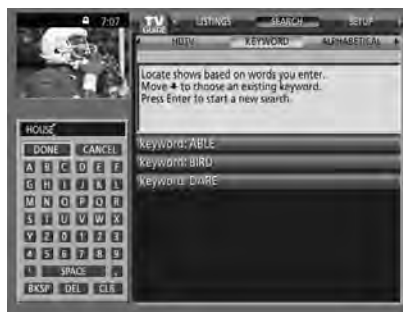 7:07
TV GUIDE LISTINGS SEARCH SETUP
HDTV KEYWORD ALPHABETICAL
Locate shows based on words you enter.
Move to choose an existing keyword.
Press Enter to start a new search.
HOUSE
DONE CANCEL
keyword: ABLE
keyword: BIRD
keyword: DARE
A B C D E F
G H I J K L
M N O P Q R
S T U V W X
Y Z 0 1 2 3
4 5 6 7 8 9
SPACE
BKSP DEL CLR